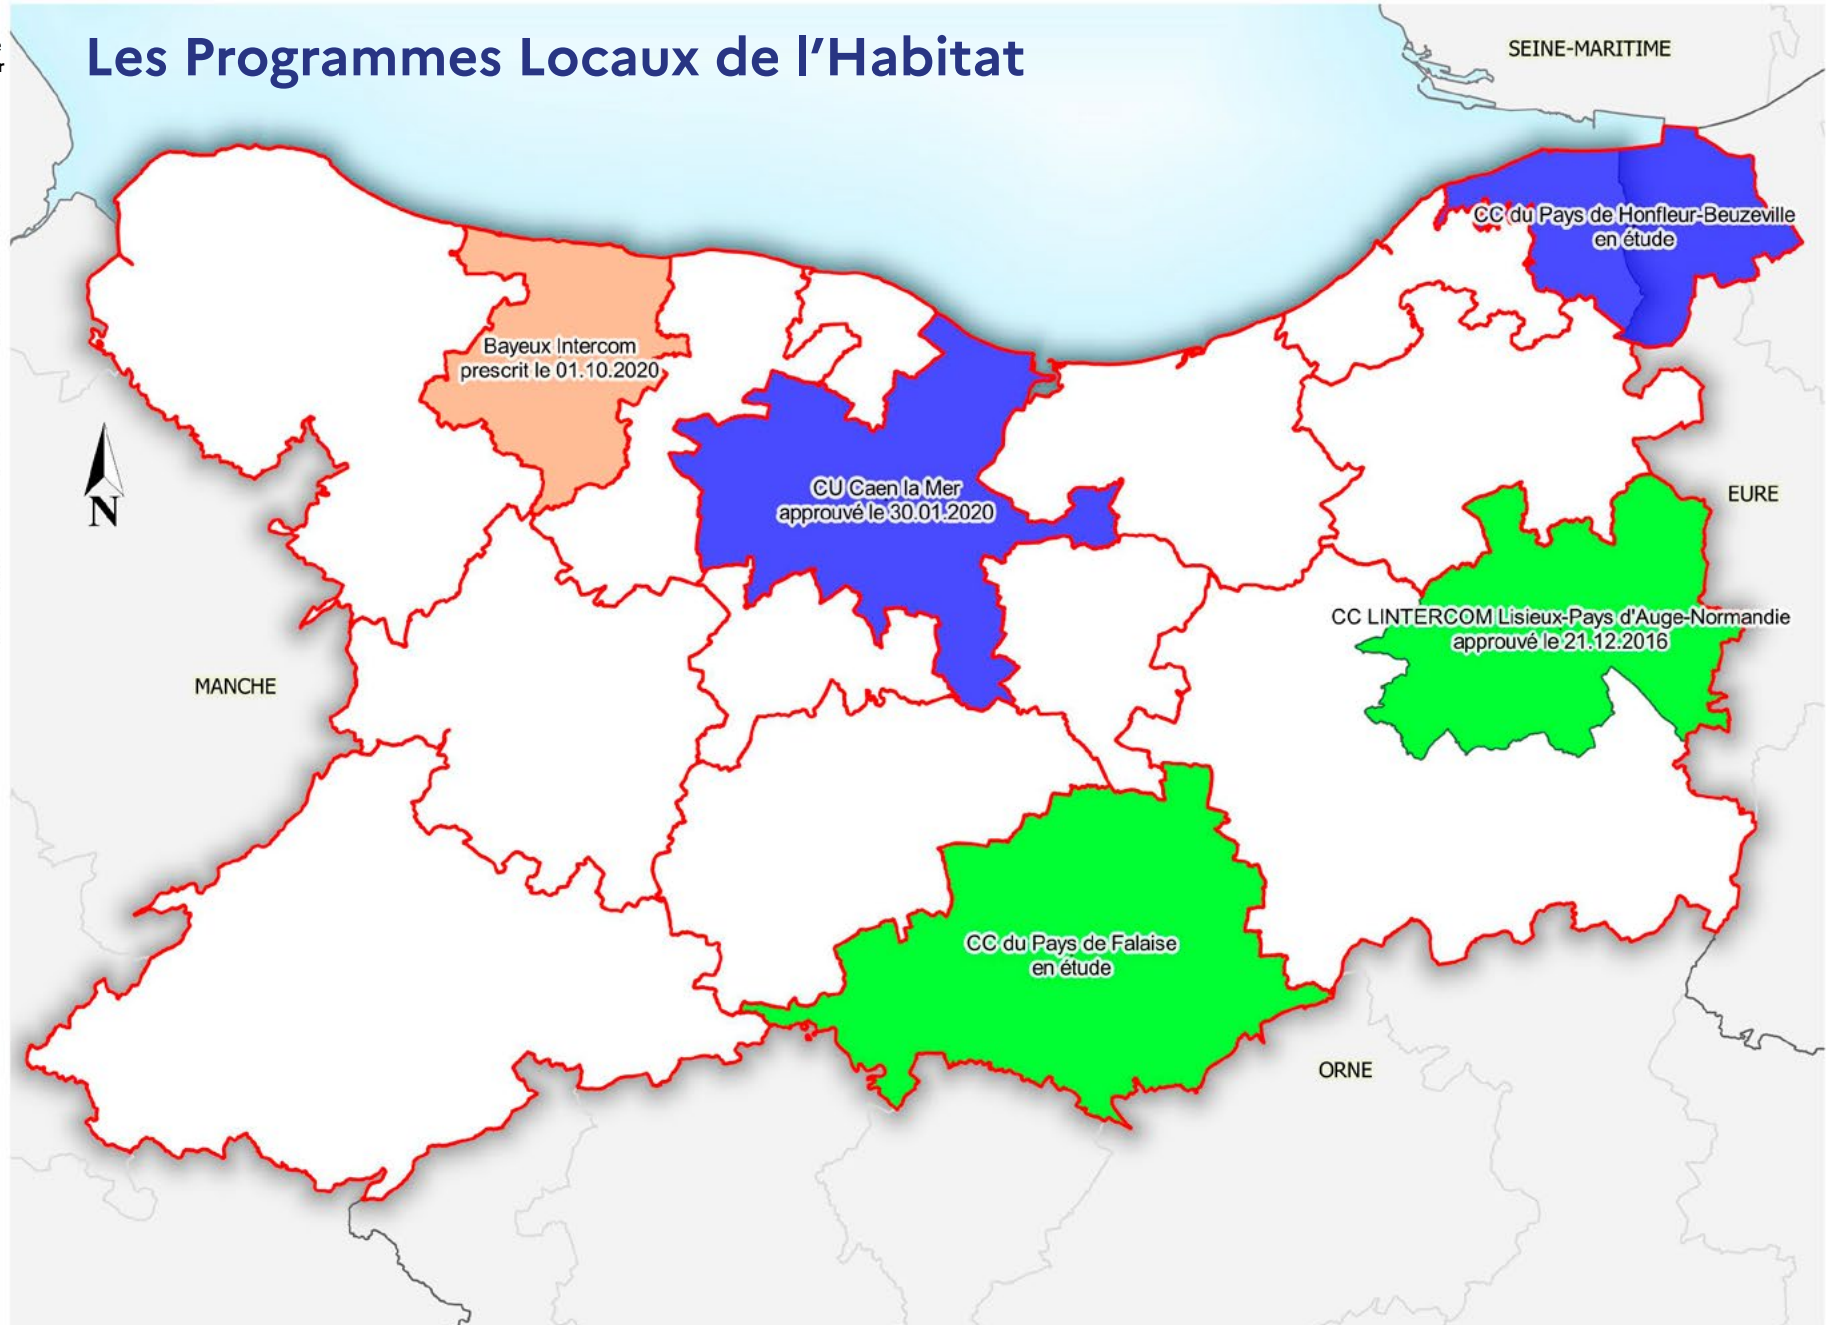 Les Programmes Locaux de l'Habitat
SEINE-MARITIME
CC du Pays de Honfleur-Beuzeville
en étude
Bayeux Intercom
prescrit le 01.10.2020
CU Caen la Mer
approuvé le 30.01.2020
EURE
N
CC LINTERCOM Lisieux-Pays d'Auge-Normandie
approuvé le 21.12.2016
MANCHE
CC du Pays de Falaise
en étude
ORNE